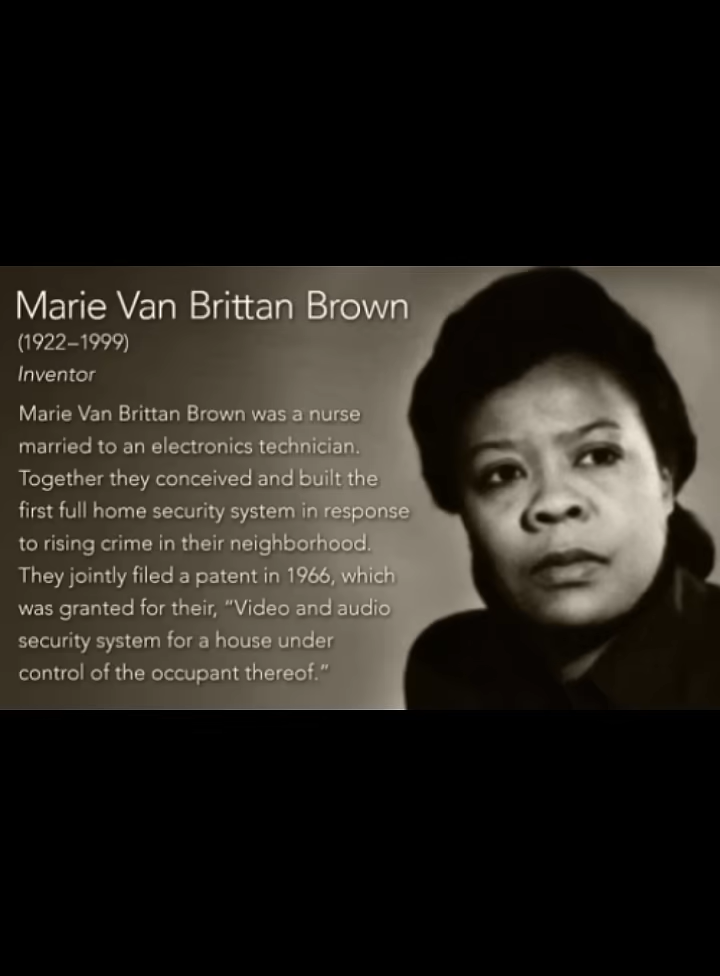 Marie Van Brittan Brown
(1922–1999)
Inventor
Marie Van Brittan Brown was a nurse
married to an electronics technician.
Together they conceived and built the
first full home security system in response
to rising crime in their neighborhood.
They jointly filed a patent in 1966, which
was granted for their, “Video and audio
security system for a house under
control of the occupant thereof.”